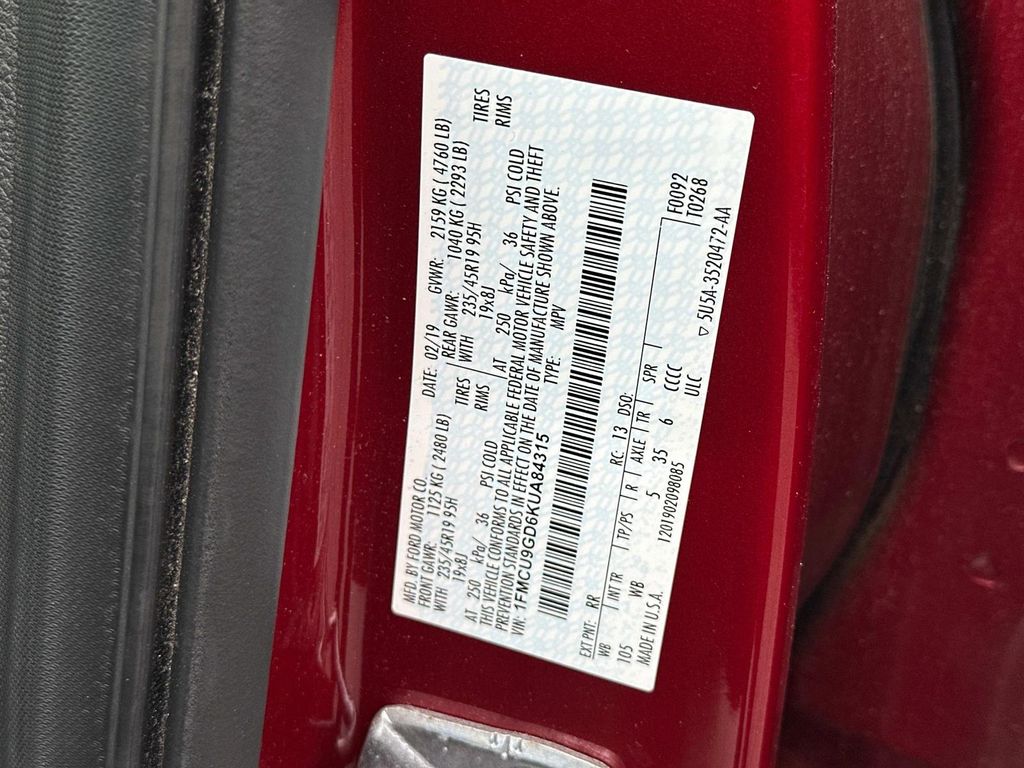 MFD. BY FORD MOTOR CO.
DATE: 02/19 GVWR: 2159 KG ( 4760 LB)
FRONT GAWR: 1125 KG ( 2480 LB) REAR GAWR: 1040 KG ( 2293 LB)
WITH 235/45R19 95H TIRES WITH 235/45R19 95H TIRES
19x8J RIMS 19x8J RIMS
AT 250 kPa/ 36 PSI COLD AT 250 kPa/ 36 PSI COLD
THIS VEHICLE CONFORMS TO ALL APPLICABLE FEDERAL MOTOR VEHICLE SAFETY AND THEFT
PREVENTION STANDARDS IN EFFECT ON THE DATE OF MANUFACTURE SHOWN ABOVE.
VIN: 1FMCU9GD6KUA84315 TYPE: MPV
EXT PNT: RR RC: 13 DSO: F0092
WB INT TR TP/PS R AXLE TR SPR T0268
105 WB 5 35 6 CCCC
MADE IN U.S.A. 1201902098085 ULC ▽ 5U5A-3520472-AA